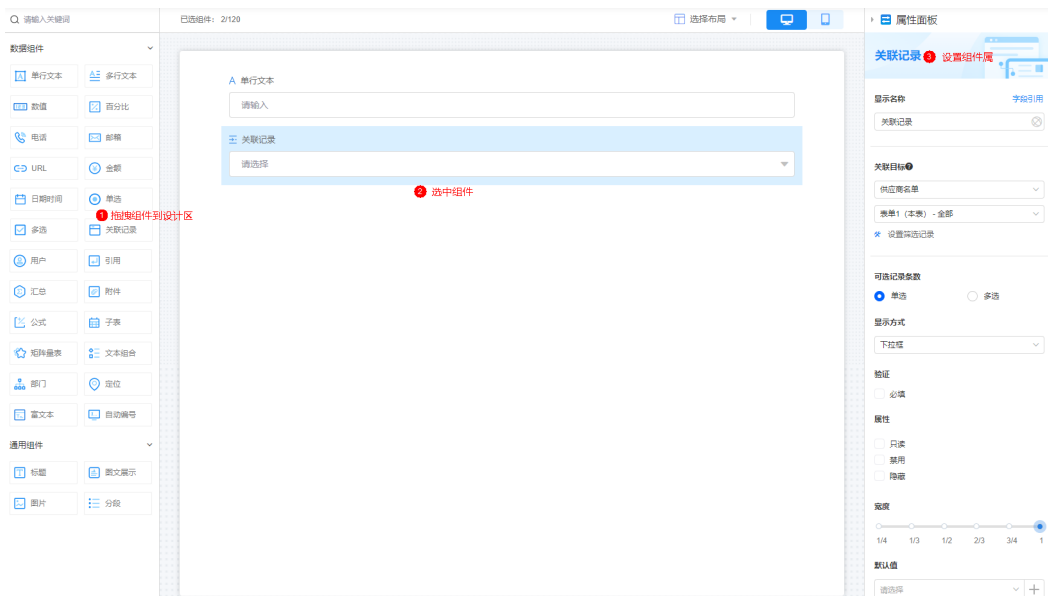 请输入关键词
已选组件： 2/120
选择布局
属性面板
数据组件
单行文本
多行文本
数值
百分比
电话
邮箱
URL
金额
日期时间
单选
1 拖拽组件到设计区
多选
关联记录
用户
引用
汇总
附件
公式
子表
矩阵量表
文本组合
部门
定位
富文本
自动编号
通用组件
标题
图文展示
图片
分段
A 单行文本
请输入
关联记录
请选择
2 选中组件
关联记录
3 设置组件属
显示名称
字段引用
关联记录
关联目标
供应商名单
表单1（本表）- 全部
设置筛选记录
可选记录条数
单选
多选
显示方式
下拉框
验证
必填
属性
只读
禁用
隐藏
宽度
1/4 1/3 1/2 2/3 3/4 1
默认值
请选择